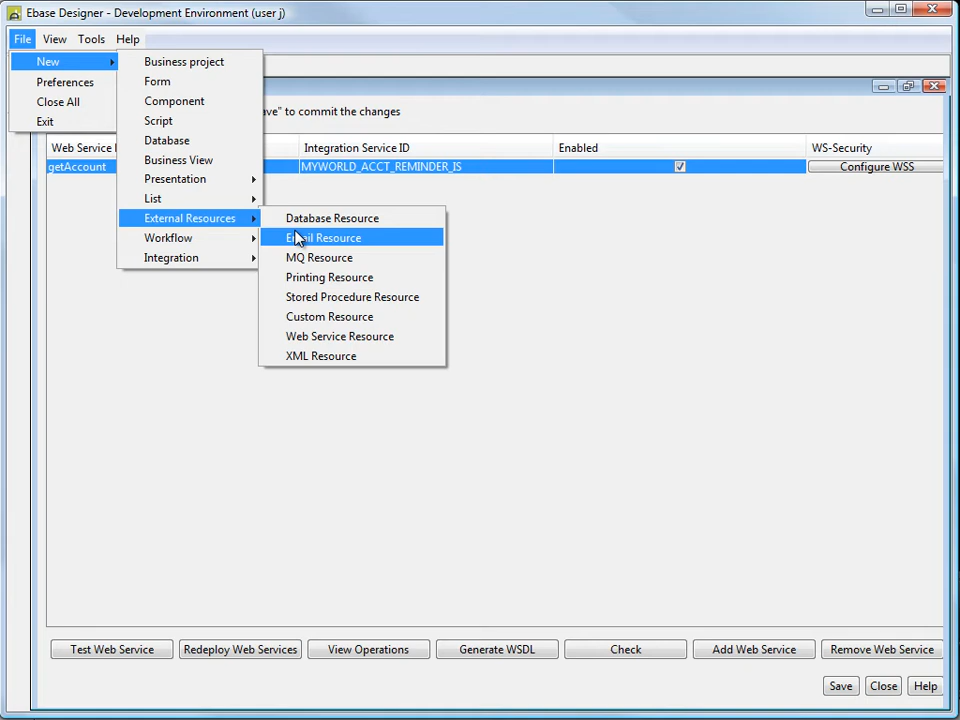 Ebase Designer - Development Environment (user j)
File View Tools Help
New
Preferences
Close All
Exit
Business project
Form
Component
Script
Database
Business View
Presentation
List
External Resources
Workflow
Integration
Database Resource
Email Resource
MQ Resource
Printing Resource
Stored Procedure Resource
Custom Resource
Web Service Resource
XML Resource
" to commit the changes
Web Service Integration Service ID Enabled WS-Security
getAccount MYWORLD_ACCT_REMINDER_IS Configure WSS
Test Web Service Redeploy Web Services View Operations Generate WSDL Check Add Web Service Remove Web Service
Save Close Help